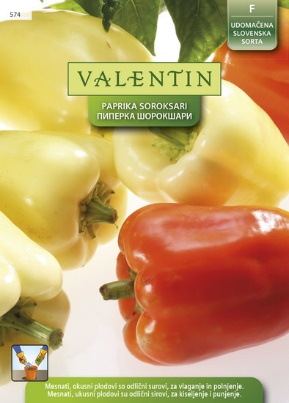 574
F
UDOMAČENA
SLOVENSKA
SORTA
VALENTIN
PAPRIKA SOROKSARI
ПИПЕРКА ШОРОКШАРИ
Mesnati, okusni plodovi so odlični surovi, za vlaganje in polnjenje.
Mesnati, ukusni plodovi su odlični sirovi, za kiseljenje i punjenje.